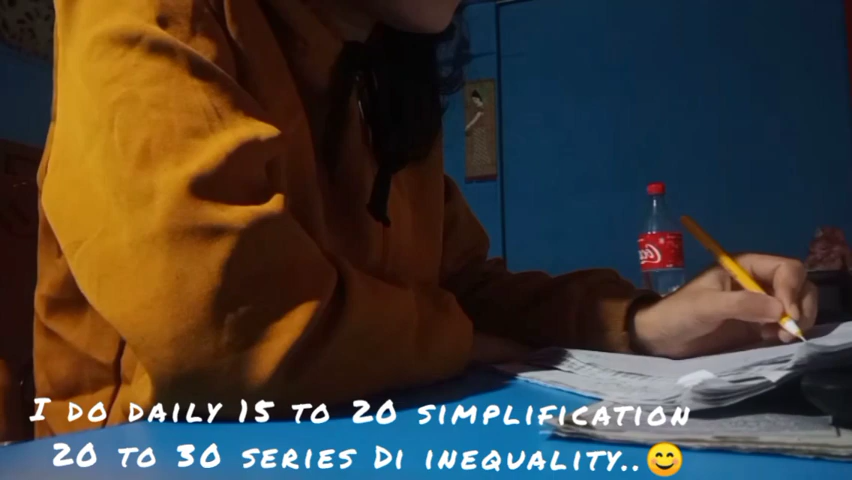 I DO DAILY 15 TO 20 SIMPLIFICATION
20 TO 30 SERIES DI INEQUALITY..😊